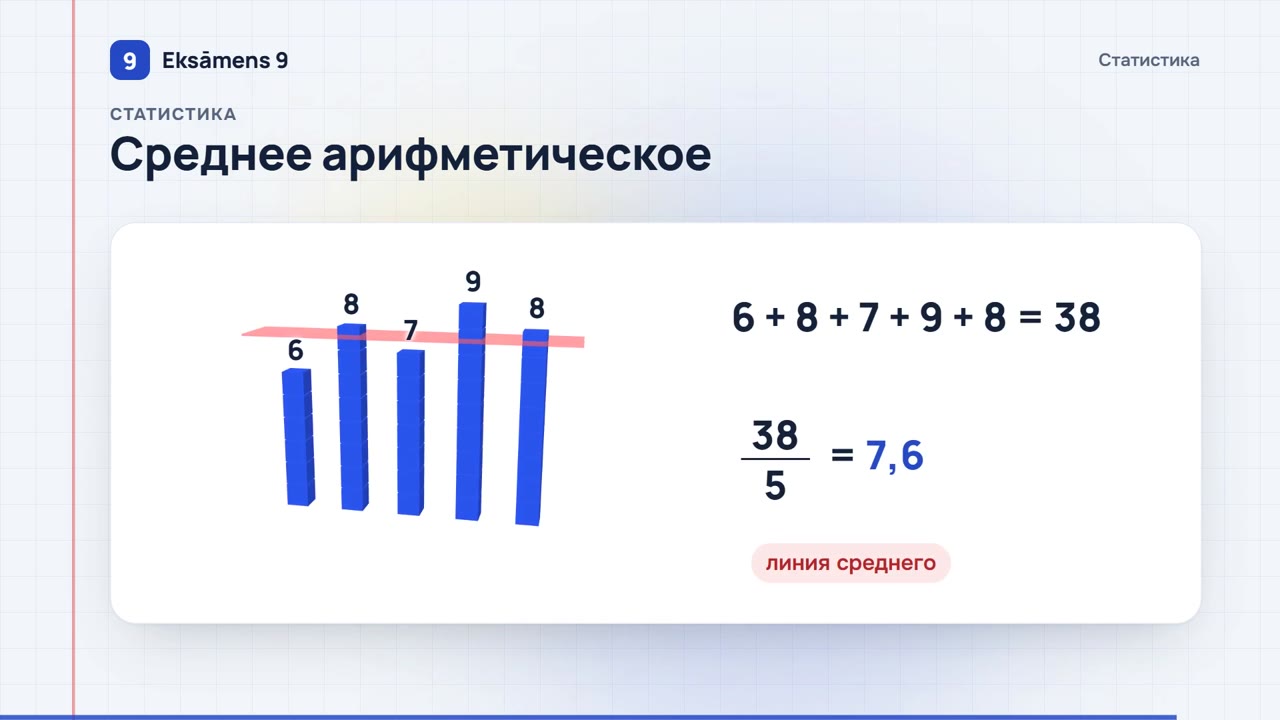 9 Eksāmens 9
Статистика
СТАТИСТИКА
Среднее арифметическое
6
8
7
9
8
6 + 8 + 7 + 9 + 8 = 38
38
5
= 7,6
линия среднего